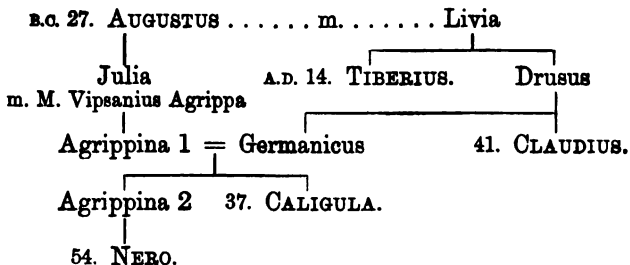 B.C. 27. AUGUSTUS ...... m. ...... Livia
Julia A.D. 14. TIBERIUS. Drusus
m. M. Vipsanius Agrippa
Agrippina 1 = Germanicus 41. CLAUDIUS.
Agrippina 2 37. CALIGULA.
54. NERO.